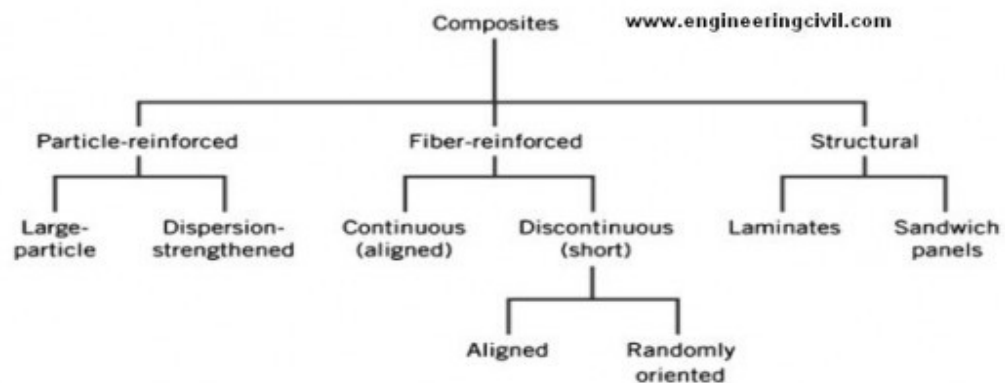 Composites
www.engineeringcivil.com
Particle-reinforced
Fiber-reinforced
Structural
Large-
particle
Dispersion-
strengthened
Continuous
(aligned)
Discontinuous
(short)
Laminates
Sandwich
panels
Aligned
Randomly
oriented